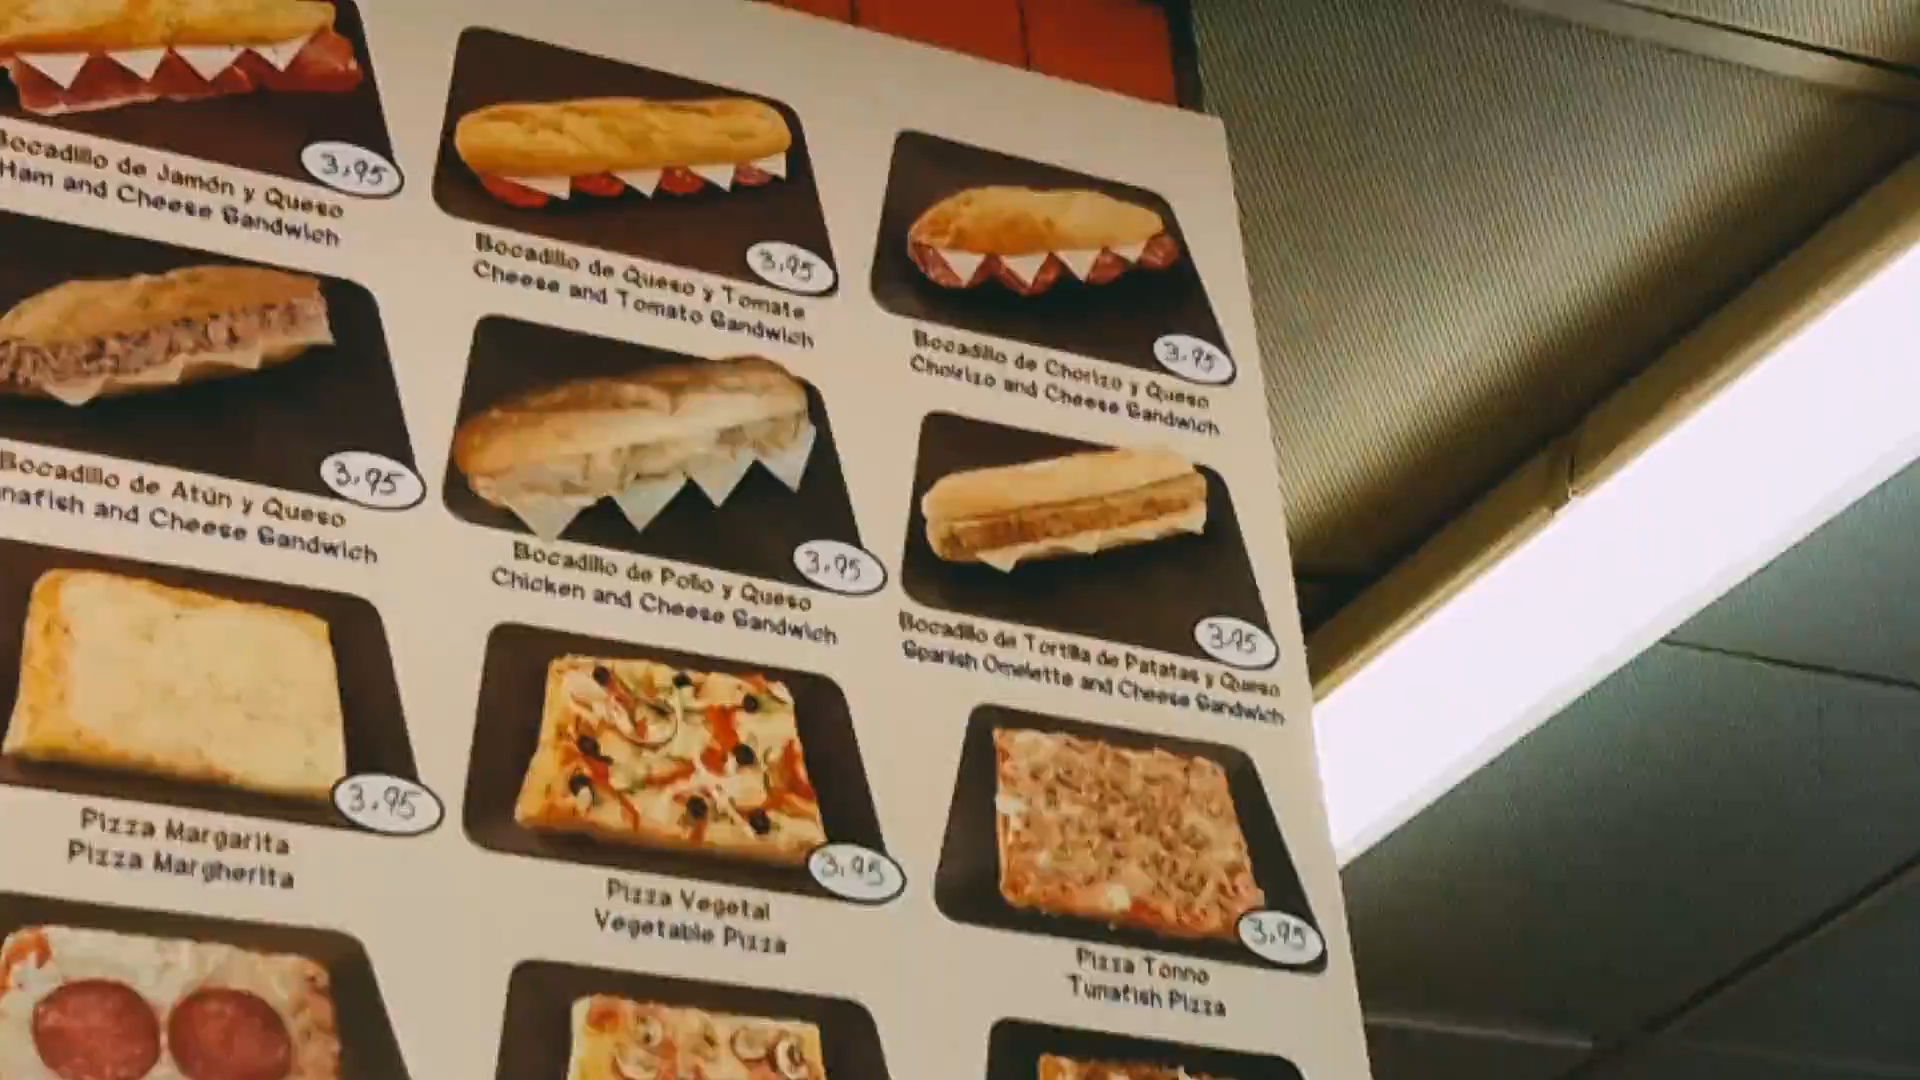 3,95
Bocadillo de Jamón y Queso
Ham and Cheese Sandwich
3,95
Bocadillo de Queso y Tomate
Cheese and Tomato Sandwich
3,95
Bocadillo de Chorizo y Queso
Choirizo and Cheese Sandwich
3,95
Bocadillo de Atún y Queso
nafish and Cheese Sandwich
3,95
Bocadillo de Pollo y Queso
Chicken and Cheese Sandwich
3,95
Bocadillo de Tortilla de Patatas y Queso
Spanish Omelette and Cheese Sandwich
3,95
Pizza Margarita
Pizza Margherita
3,95
Pizza Vegetal
Vegetable Pizza
3,95
Pizza Tonno
Tunafish Pizza